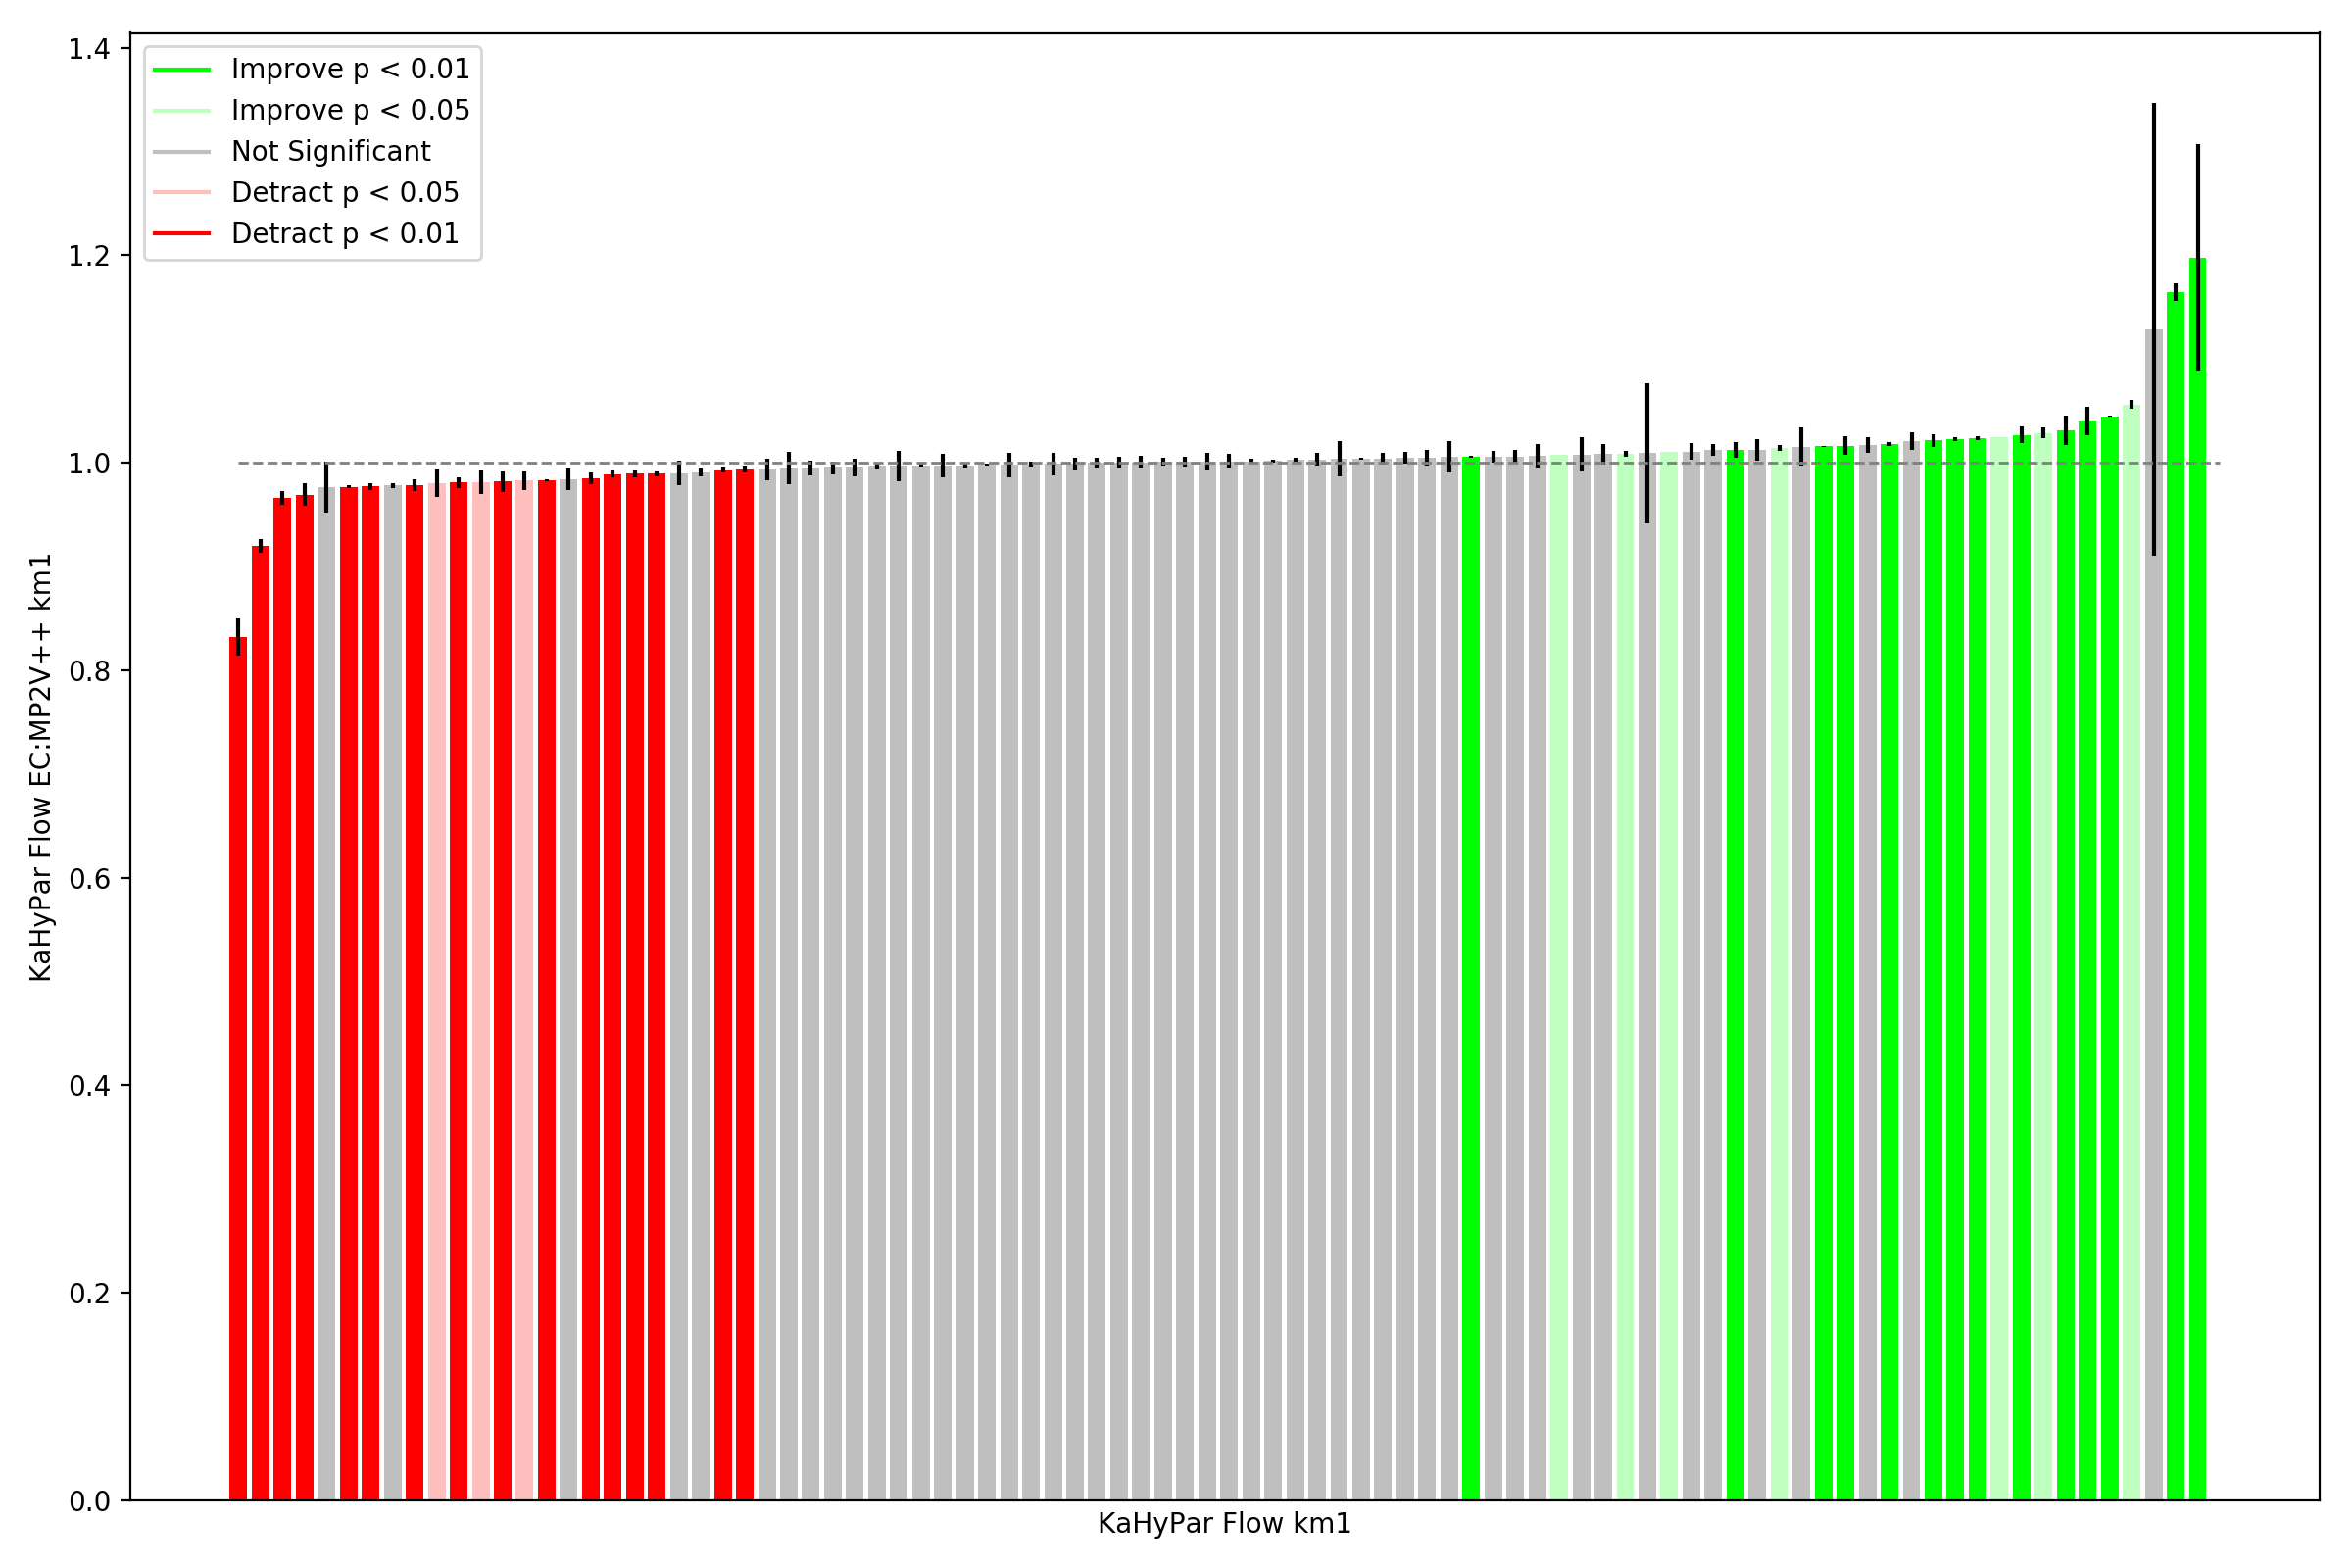 1.4
1.2
1.0
0.8
0.6
0.4
0.2
0.0
Improve p < 0.01
Improve p < 0.05
Not Significant
Detract p < 0.05
Detract p < 0.01
KaHyPar Flow EC:MP2V++ km1
KaHyPar Flow km1